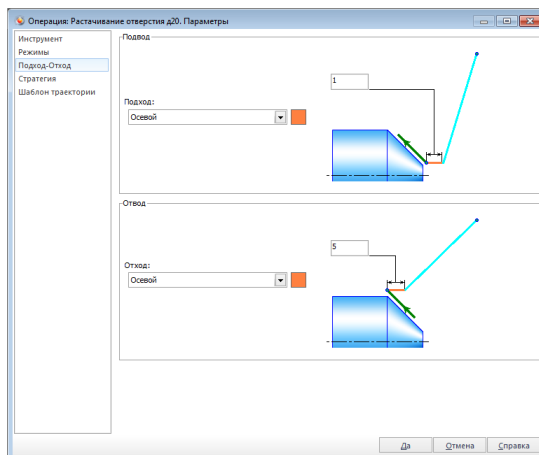 Операция: Растачивание отверстия д20. Параметры
Инструмент
Режимы
Подход-Отход
Стратегия
Шаблон траектории
Подвод
1
Подход:
Осевой
Отвод
5
Отход:
Осевой
Да
Отмена
Справка